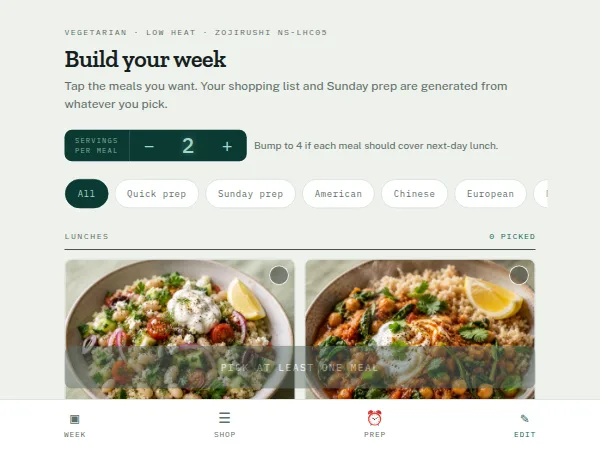 VEGETARIAN · LOW HEAT · ZOJIRUSHI NS-LHC05
Build your week
Tap the meals you want. Your shopping list and Sunday prep are generated from
whatever you pick.
SERVINGS
PER MEAL
− 2 +
Bump to 4 if each meal should cover next-day lunch.
All Quick prep Sunday prep American Chinese European
LUNCHES 0 PICKED
PICK AT LEAST ONE MEAL
WEEK SHOP PREP EDIT